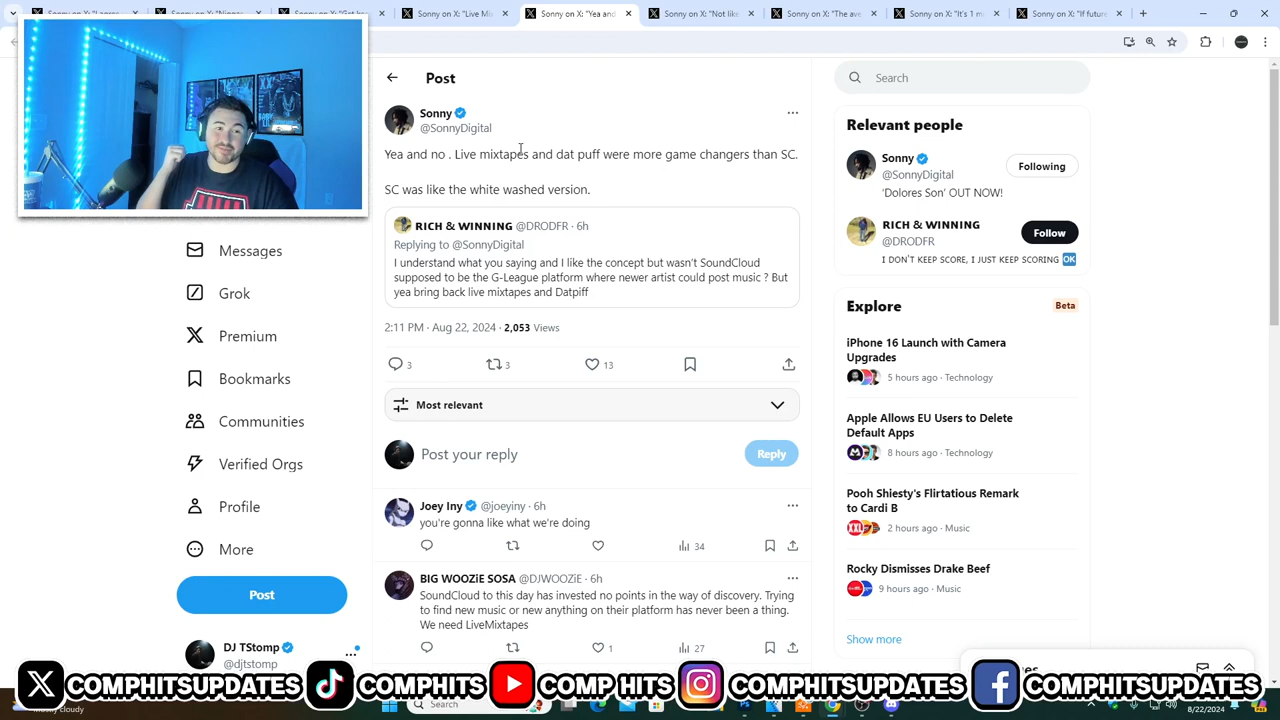 Sonny on X: "Yea and
Post
Search
Sonny
@SonnyDigital
Yea and no . Live mixtapes and dat puff were more game changers than SC.
SC was like the white washed version.
RICH & WINNING @DRODFR · 6h
Replying to @SonnyDigital
I understand what you saying and I like the concept but wasn't SoundCloud
supposed to be the G-League platform where newer artist could post music ? But
yea bring back live mixtapes and Datpiff
2:11 PM · Aug 22, 2024 · 2,053 Views
3
3
13
Most relevant
Post your reply
Reply
Joey Iny @joeyiny · 6h
you're gonna like what we're doing
34
BIG WOOZiE SOSA @DJWOOZiE · 6h
SoundCloud to this day has invested no points in the way of discovery. Trying
to find new music or new anything on their platform has never been a thing.
We need LiveMixtapes
1
27
Messages
Grok
Premium
Bookmarks
Communities
Verified Orgs
Profile
More
Post
DJ TStomp
@djtstomp
Relevant people
Sonny
@SonnyDigital
Following
'Dolores Son' OUT NOW!
RICH & WINNING
@DRODFR
Follow
I DON'T KEEP SCORE, I JUST KEEP SCORING OK
Explore
Beta
iPhone 16 Launch with Camera
Upgrades
5 hours ago · Technology
Apple Allows EU Users to Delete
Default Apps
8 hours ago · Technology
Pooh Shiesty's Flirtatious Remark
to Cardi B
2 hours ago · Music
Rocky Dismisses Drake Beef
9 hours ago · Music
Show more
COMPHITSUPDATES
COMPHITS
COMP HITS
COMPHITSUPDATES
COMPHITSUPDATES
Search
8/22/2024